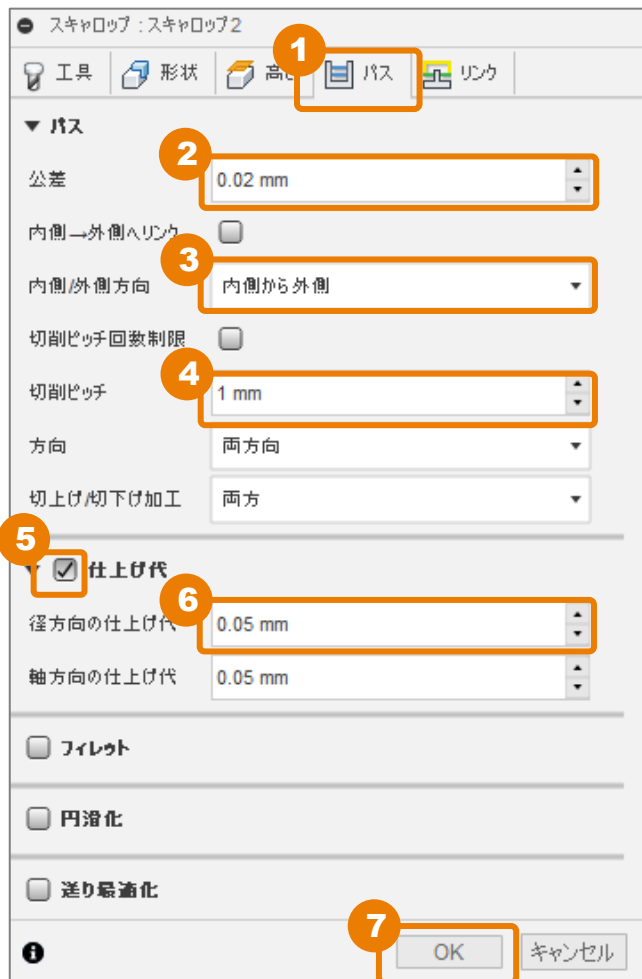 スキャロップ : スキャロップ2
1
工具 形状 パス リンク
パス
2
公差 0.02 mm
内側→外側へリンク
3
内側/外側方向 内側から外側
切削ピッチ回数制限
4
切削ピッチ 1 mm
方向 両方向
切上げ/切下げ加工 両方
5
仕上げ代
6
径方向の仕上げ代 0.05 mm
軸方向の仕上げ代 0.05 mm
フィレット
円滑化
送り最適化
7
OK キャンセル